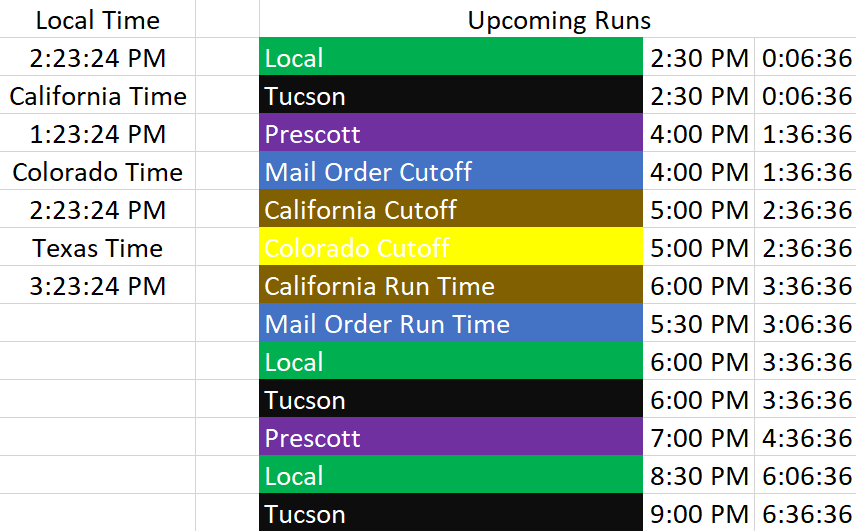 Local Time Upcoming Runs
2:23:24 PM Local 2:30 PM 0:06:36
California Time Tucson 2:30 PM 0:06:36
1:23:24 PM Prescott 4:00 PM 1:36:36
Colorado Time Mail Order Cutoff 4:00 PM 1:36:36
2:23:24 PM California Cutoff 5:00 PM 2:36:36
Texas Time Colorado Cutoff 5:00 PM 2:36:36
3:23:24 PM California Run Time 6:00 PM 3:36:36
Mail Order Run Time 5:30 PM 3:06:36
Local 6:00 PM 3:36:36
Tucson 6:00 PM 3:36:36
Prescott 7:00 PM 4:36:36
Local 8:30 PM 6:06:36
Tucson 9:00 PM 6:36:36